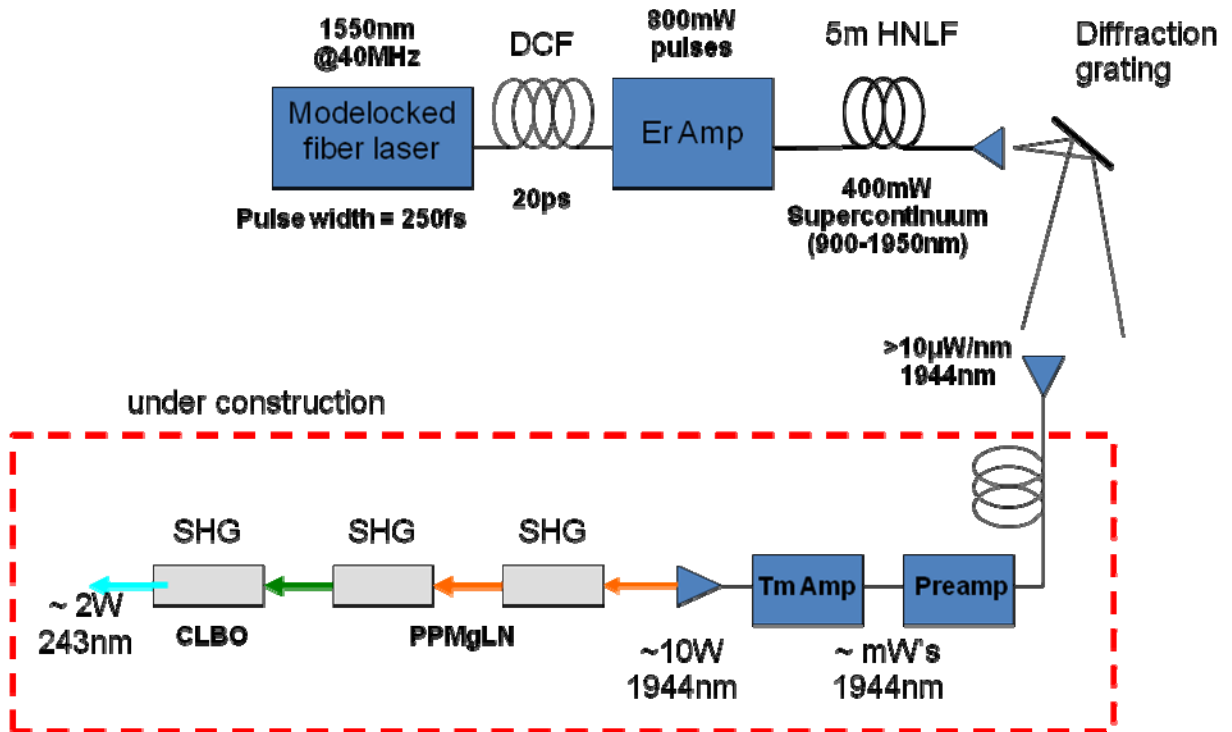 1550nm
@40MHz
DCF
800mW
pulses
5m HNLF
Diffraction
grating
Modelocked
fiber laser
Er Amp
Pulse width = 250fs
20ps
400mW
Supercontinuum
(900-1950nm)
>10µW/nm
1944nm
under construction
SHG
SHG
SHG
Tm Amp
Preamp
~ 2W
243nm
CLBO
PPMgLN
~10W
1944nm
~ mW's
1944nm